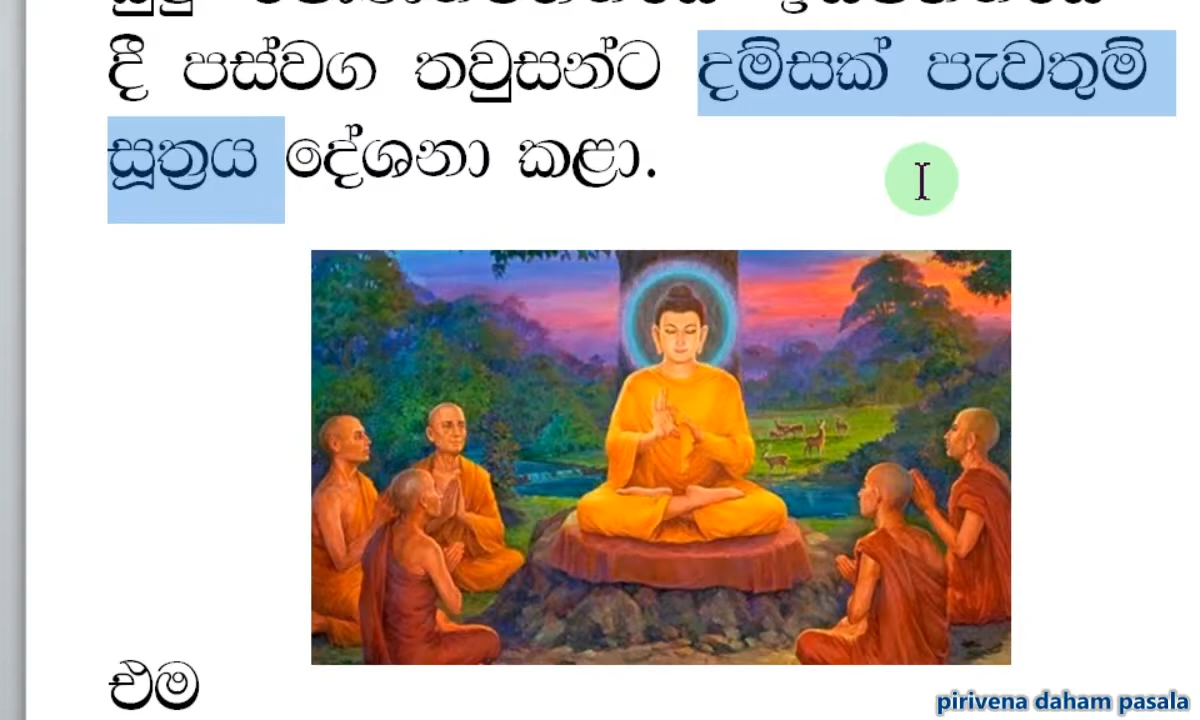 දී පස්වග තවුසන්ට දම්සක් පැවතුම්
සූත්‍රය දේශනා කළා.
එම
pirivena daham pasala